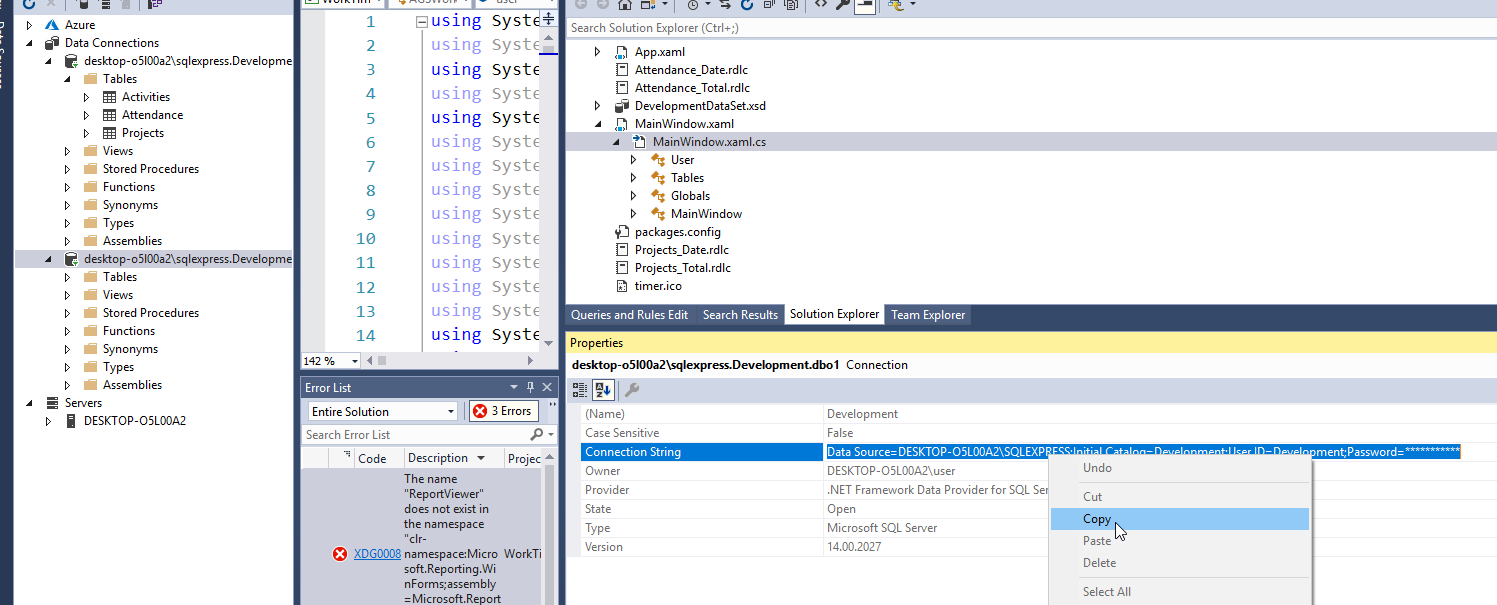 Azure
Data Connections
desktop-o5l00a2\sqlexpress.Developme
Tables
Activities
Attendance
Projects
Views
Stored Procedures
Functions
Synonyms
Types
Assemblies
desktop-o5l00a2\sqlexpress.Developme
Tables
Views
Stored Procedures
Functions
Synonyms
Types
Assemblies
Servers
DESKTOP-O5L00A2
1 using Syste
2 using Syste
3 using Syste
4 using Syste
5 using Syste
6 using Syste
7 using Syste
8 using Syste
9 using Syste
10 using Syste
11 using Syste
12 using Syste
13 using Syste
14 using Syste
142 %
Error List
Entire Solution
3 Errors
Search Error List
Code Description Projec
The name
"ReportViewer"
does not exist in
the namespace
"clr-
XDG0008 namespace:Micro WorkTi
soft.Reporting.Wi
nForms;assembly
=Microsoft.Report
Search Solution Explorer (Ctrl+;)
App.xaml
Attendance_Date.rdlc
Attendance_Total.rdlc
DevelopmentDataSet.xsd
MainWindow.xaml
MainWindow.xaml.cs
User
Tables
Globals
MainWindow
packages.config
Projects_Date.rdlc
Projects_Total.rdlc
timer.ico
Queries and Rules Edit Search Results Solution Explorer Team Explorer
Properties
desktop-o5l00a2\sqlexpress.Development.dbo1 Connection
(Name) Development
Case Sensitive False
Connection String Data Source=DESKTOP-O5L00A2\SQLEXPRESS;Initial Catalog=Development;User ID=Development;Password=***********
Owner DESKTOP-O5L00A2\user
Provider .NET Framework Data Provider for SQL Ser
State Open
Type Microsoft SQL Server
Version 14.00.2027
Undo
Cut
Copy
Paste
Delete
Select All